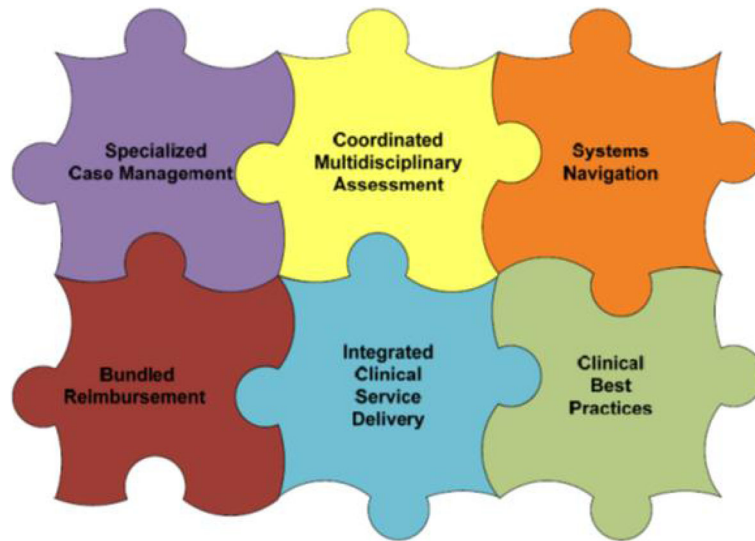 Specialized
Case Management
Coordinated
Multidisciplinary
Assessment
Systems
Navigation
Bundled
Reimbursement
Integrated
Clinical
Service
Delivery
Clinical
Best
Practices